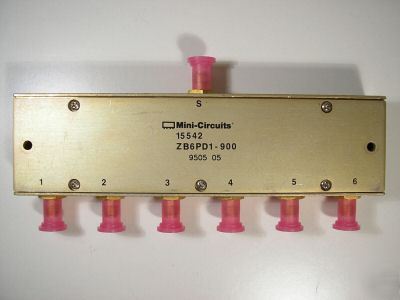 S
Mini-Circuits
15542
ZB6PD1-900
9505 05
1 2 3 4 5 6